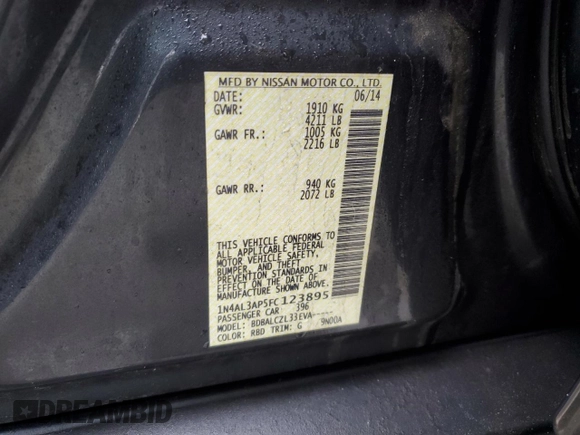 MFD BY NISSAN MOTOR CO., LTD.
DATE: 06/14
GVWR: 1910 KG
4211 LB
GAWR FR.: 1005 KG
2216 LB
GAWR RR.: 940 KG
2072 LB
THIS VEHICLE CONFORMS TO
ALL APPLICABLE FEDERAL
MOTOR VEHICLE SAFETY,
BUMPER, AND THEFT
PREVENTION STANDARDS IN
EFFECT ON THE DATE OF
MANUFACTURE SHOWN ABOVE.
1N4AL3AP5FC123895
PASSENGER CAR 396
MODEL: BDBALCZL33EVA-----
COLOR: RBD TRIM: G 9N00A
DREAMBID